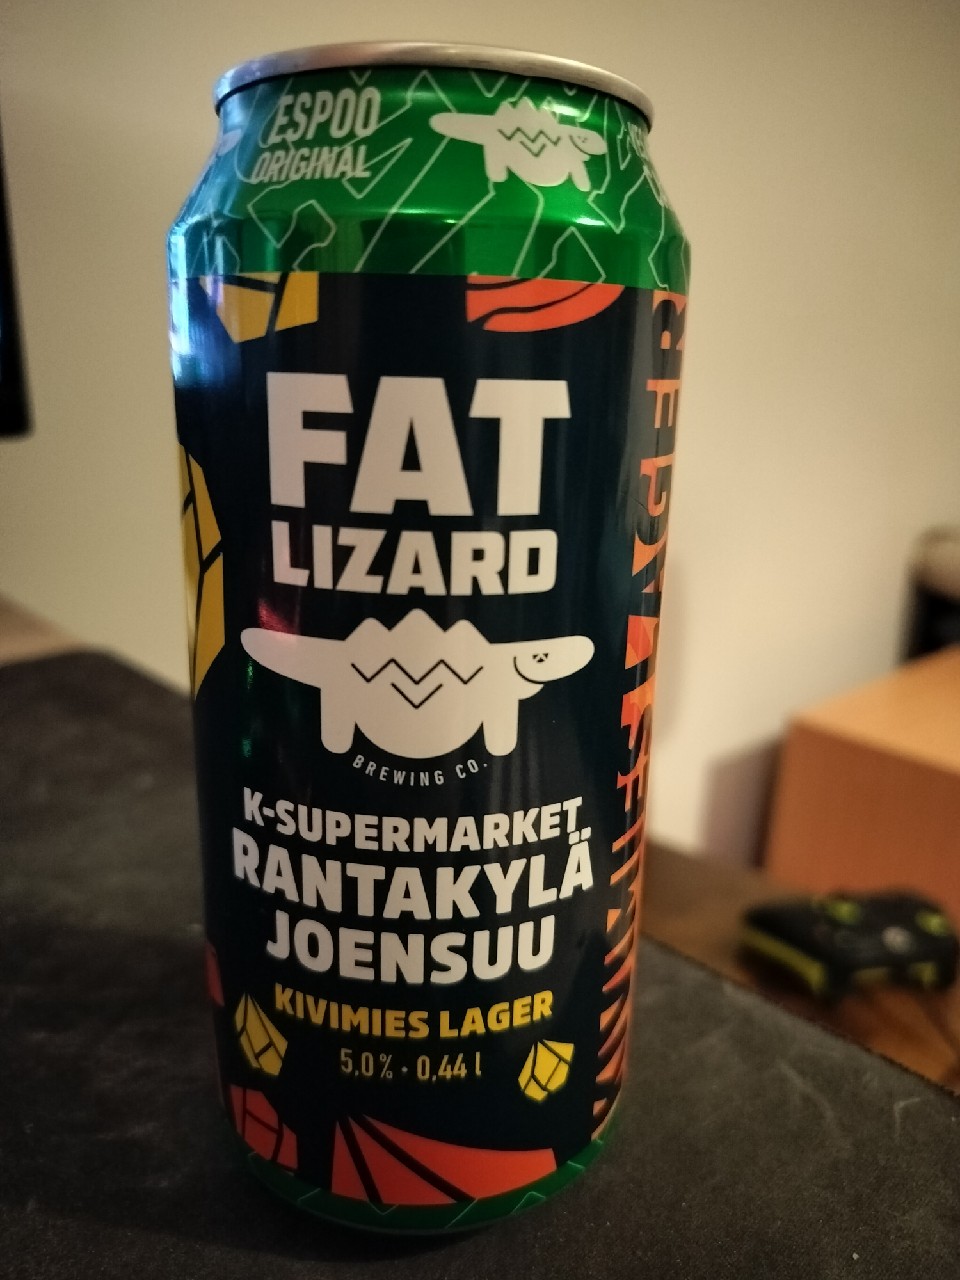 ESPOO
ORIGINAL
FAT
LIZARD
BREWING CO.
K-SUPERMARKET
RANTAKYLÄ
JOENSUU
KIVIMIES LAGER
5,0% · 0,44 l